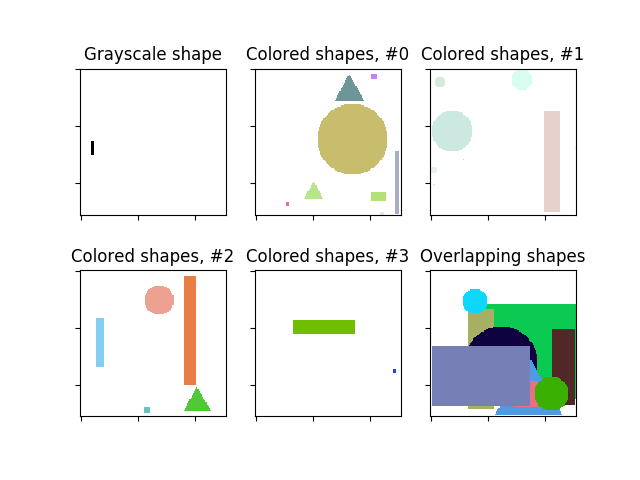 Grayscale shape
Colored shapes, #0
Colored shapes, #1
Colored shapes, #2
Colored shapes, #3
Overlapping shapes